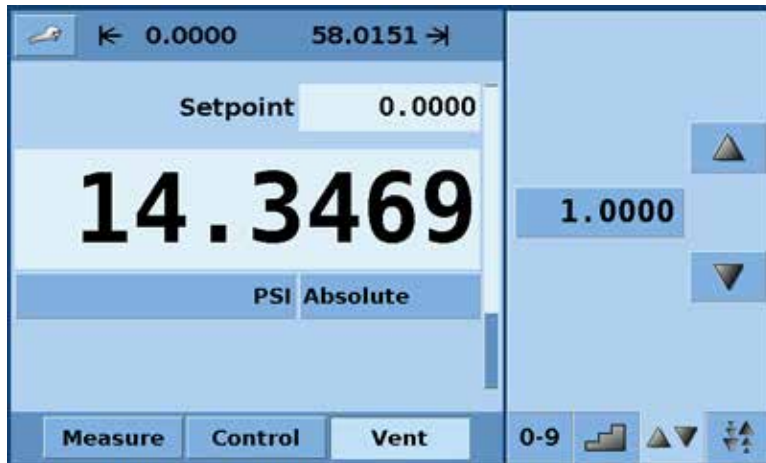 0.0000 58.0151
Setpoint 0.0000
14.3469
1.0000
PSI Absolute
Measure Control Vent
0-9